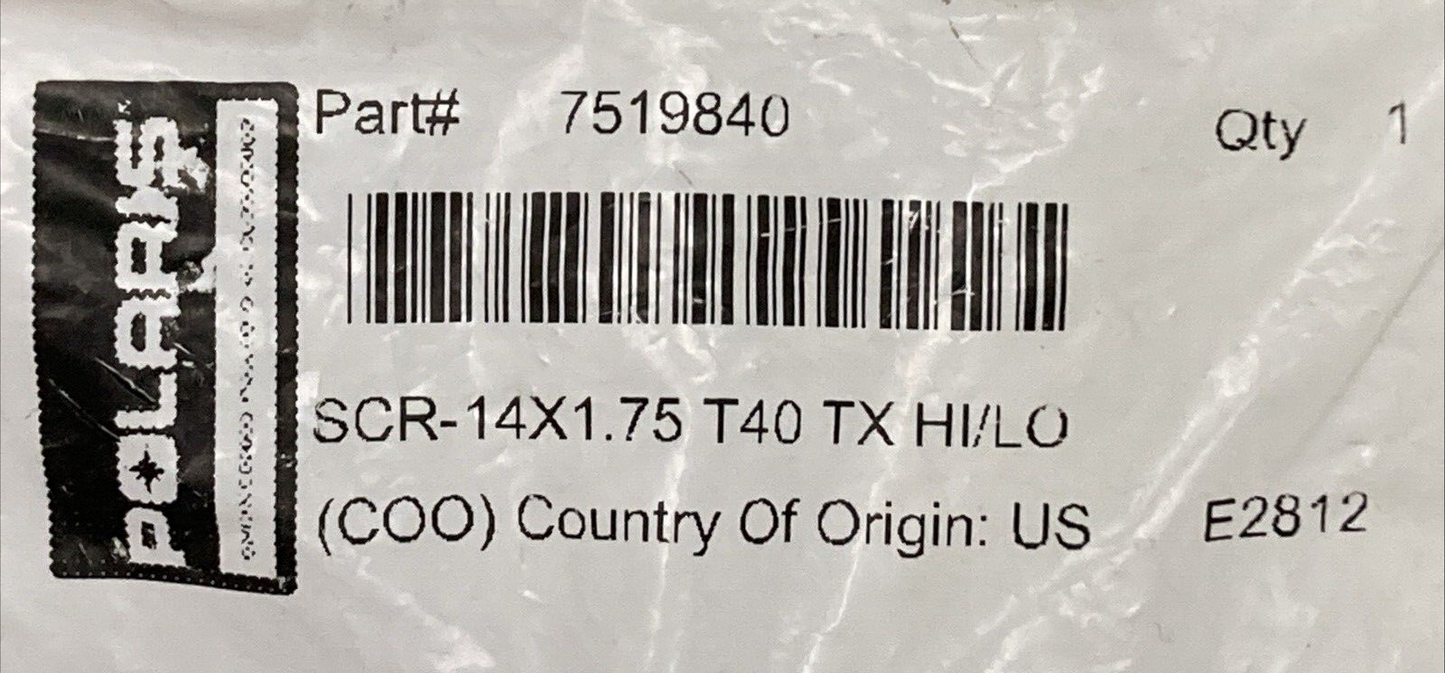 POLARIS
Part# 7519840 Qty 1
SCR-14X1.75 T40 TX HI/LO
(COO) Country Of Origin: US E2812